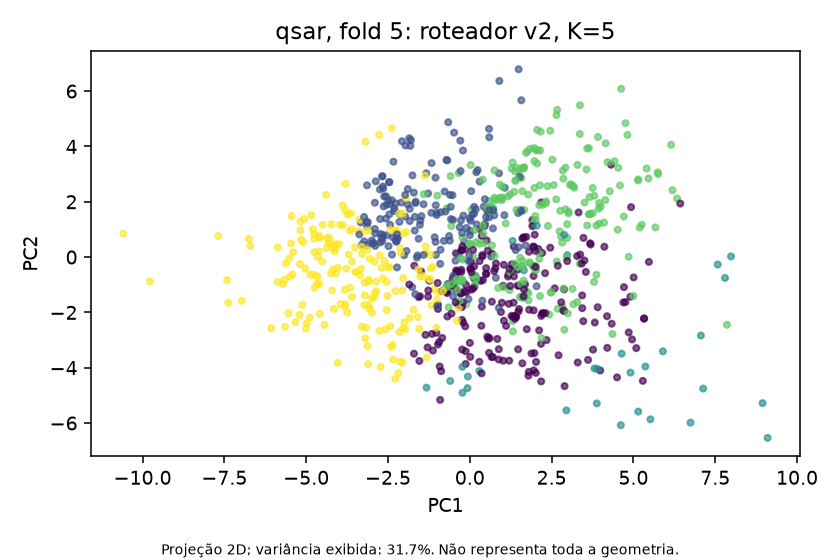 qsar, fold 5: roteador v2, K=5
6
4
2
0
−2
−4
−6
PC2
−10.0 −7.5 −5.0 −2.5 0.0 2.5 5.0 7.5 10.0
PC1
Projeção 2D; variância exibida: 31.7%. Não representa toda a geometria.